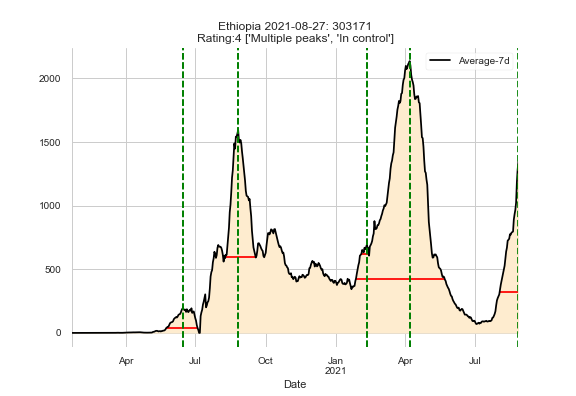 Ethiopia 2021-08-27: 303171
Rating:4 ['Multiple peaks', 'In control']
Average-7d
2000
1500
1000
500
0
Apr
Jul
Oct
Jan
2021
Apr
Jul
Date